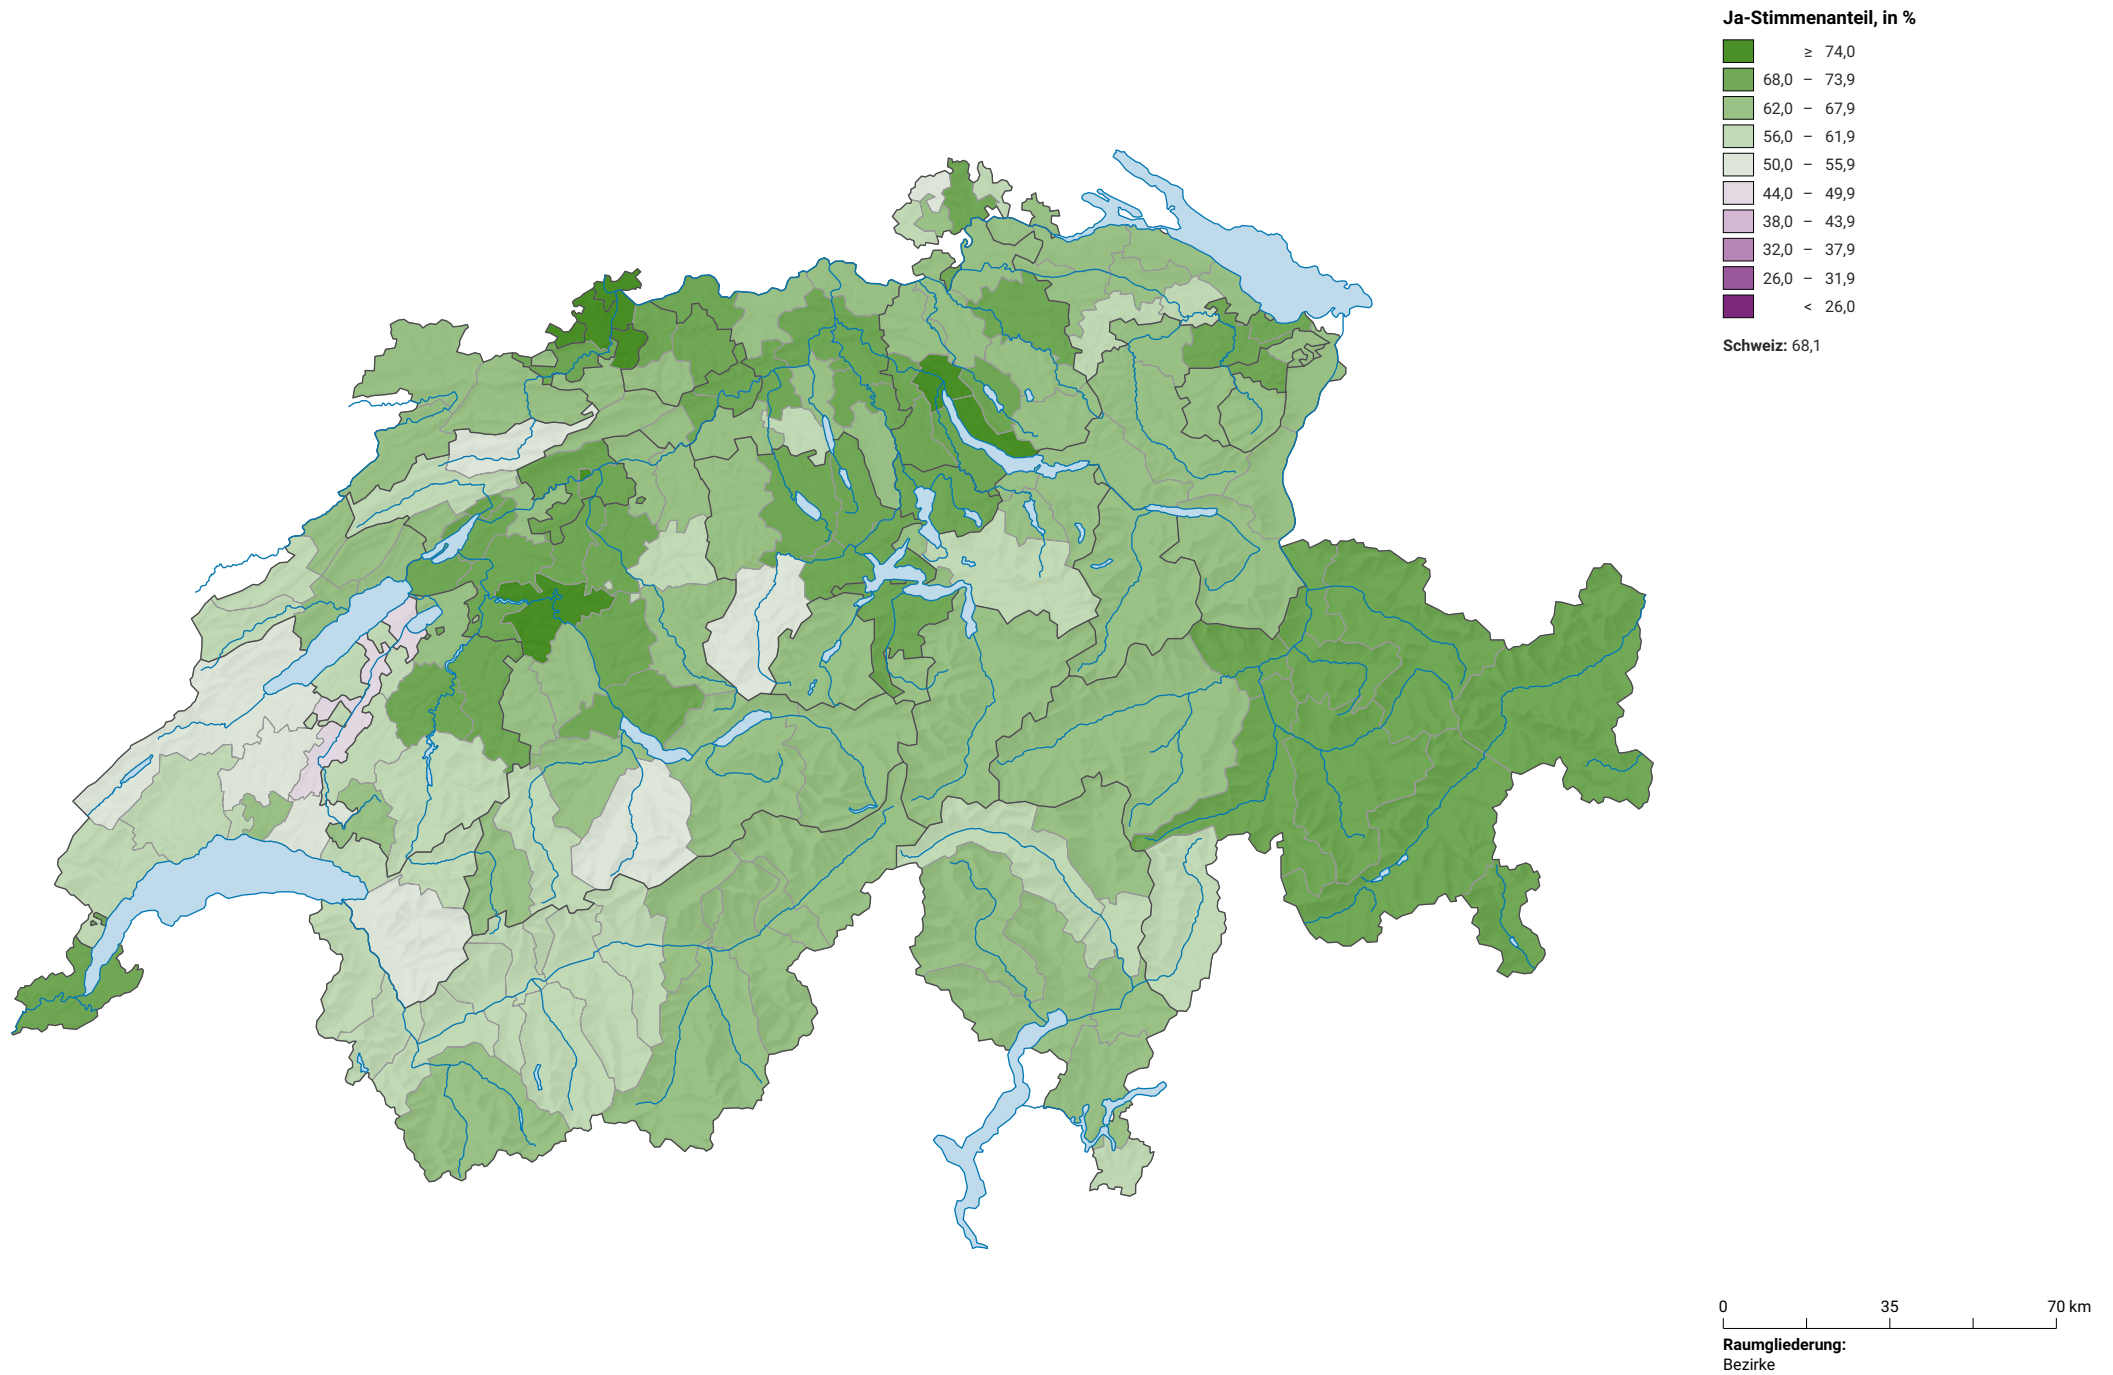 Ja-Stimmenanteil, in %
≥ 74,0
68,0 – 73,9
62,0 – 67,9
56,0 – 61,9
50,0 – 55,9
44,0 – 49,9
38,0 – 43,9
32,0 – 37,9
26,0 – 31,9
< 26,0
Schweiz: 68,1
0 35 70 km
Raumgliederung:
Bezirke